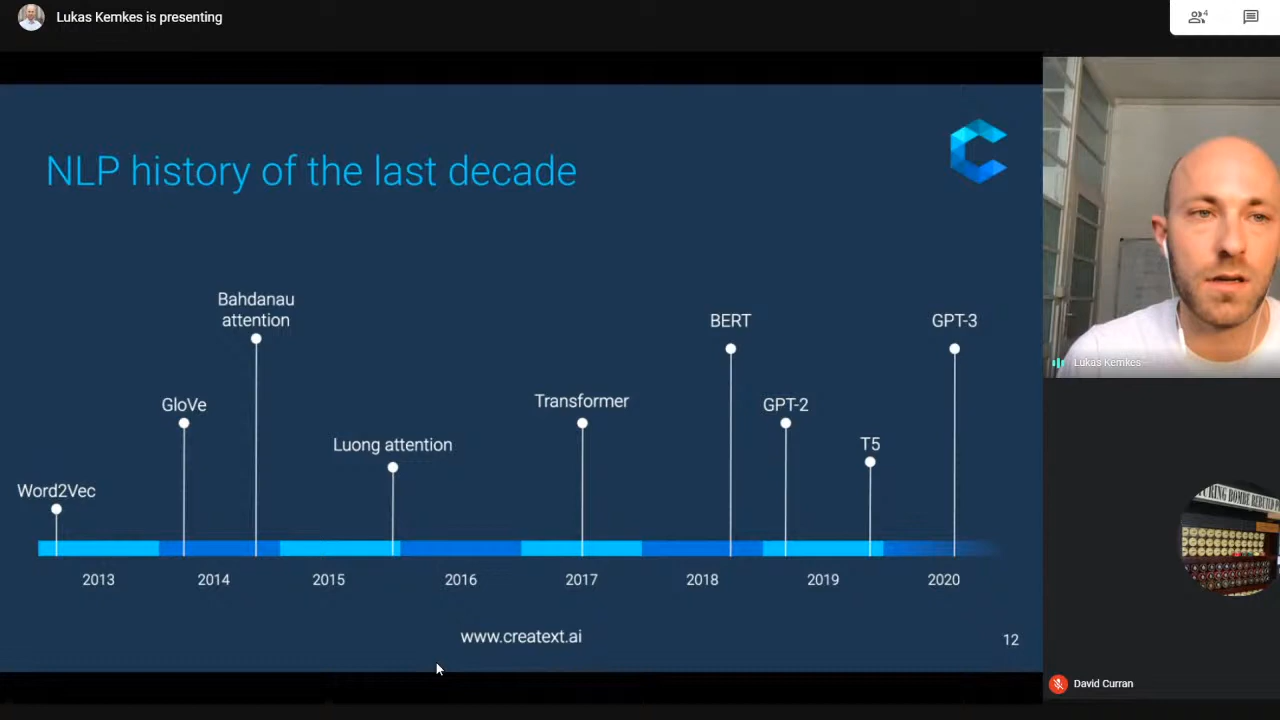 Lukas Kemkes is presenting
4
NLP history of the last decade
Bahdanau
attention
BERT
GPT-3
GloVe
Transformer
GPT-2
Luong attention
T5
Word2Vec
2013
2014
2015
2016
2017
2018
2019
2020
www.creatext.ai
12
Lukas Kemkes
David Curran